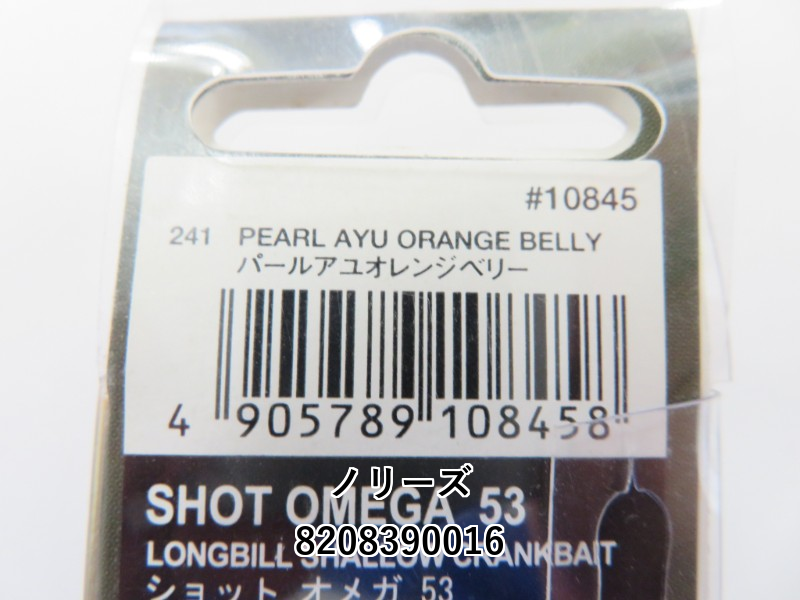 #10845
241 PEARL AYU ORANGE BELLY
パールアユオレンジベリー
4 905789 108458
ノリーズ
SHOT OMEGA 53
8208390016
LONGBILL SHALLOW CRANKBAIT
ショット オメガ 53